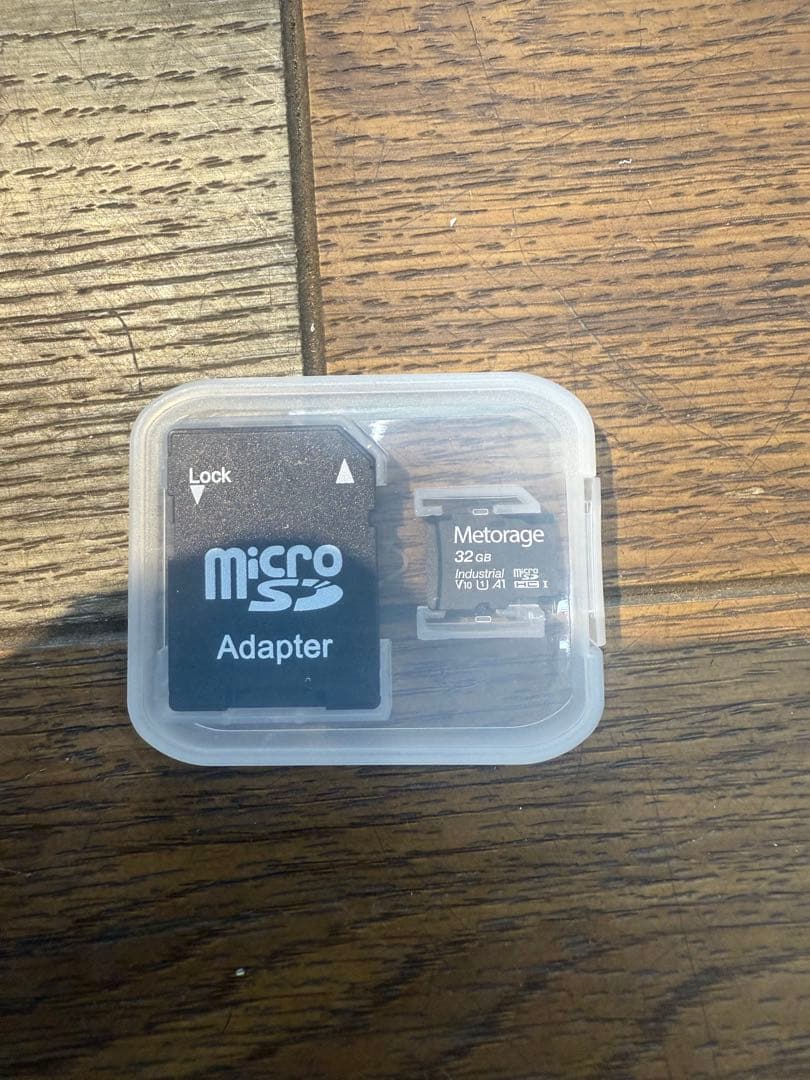 Lock
micro
SD
Adapter
Metorage
32 GB
Industrial
micro
SD
V10 U1 A1
HC I